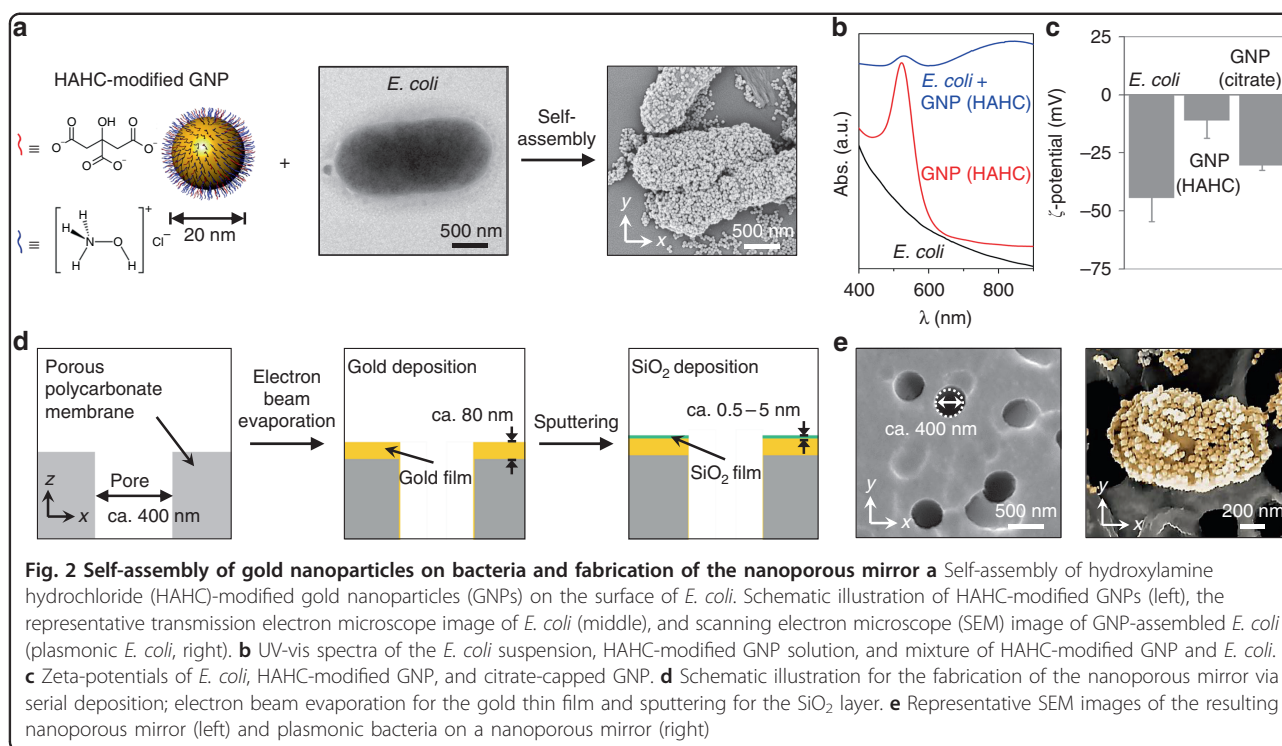 a
HAHC-modified GNP
≡
O
OH
O
O⁻
O⁻
O
O⁻
≡
[H H N O H H]⁺ Cl⁻
20 nm
+
E. coli
500 nm
Self-
assembly
y
x
500 nm
b
Abs. (a.u.)
E. coli +
GNP (HAHC)
GNP (HAHC)
E. coli
400 600 800
λ (nm)
c
ζ-potential (mV)
25
0
−25
−50
−75
E. coli
GNP
(HAHC)
GNP
(citrate)
d
Porous
polycarbonate
membrane
Pore
ca. 400 nm
z
x
Electron
beam
evaporation
Gold deposition
ca. 80 nm
Gold film
Sputtering
SiO₂ deposition
ca. 0.5–5 nm
SiO₂ film
e
ca. 400 nm
y
x
500 nm
y
x
200 nm
Fig. 2 Self-assembly of gold nanoparticles on bacteria and fabrication of the nanoporous mirror a Self-assembly of hydroxylamine
hydrochloride (HAHC)-modified gold nanoparticles (GNPs) on the surface of E. coli. Schematic illustration of HAHC-modified GNPs (left), the
representative transmission electron microscope image of E. coli (middle), and scanning electron microscope (SEM) image of GNP-assembled E. coli
(plasmonic E. coli, right). b UV-vis spectra of the E. coli suspension, HAHC-modified GNP solution, and mixture of HAHC-modified GNP and E. coli.
c Zeta-potentials of E. coli, HAHC-modified GNP, and citrate-capped GNP. d Schematic illustration for the fabrication of the nanoporous mirror via
serial deposition; electron beam evaporation for the gold thin film and sputtering for the SiO₂ layer. e Representative SEM images of the resulting
nanoporous mirror (left) and plasmonic bacteria on a nanoporous mirror (right)